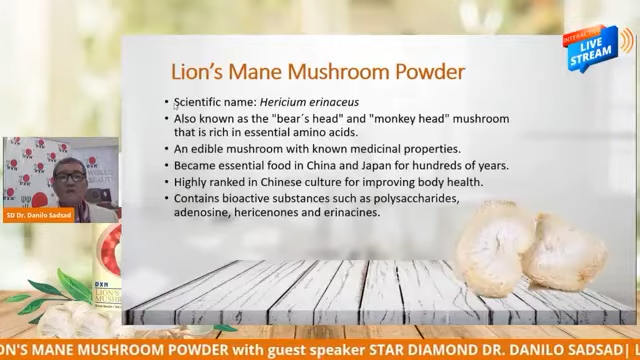 INTERACTIVE
LIVE
STREAM
Lion's Mane Mushroom Powder
• Scientific name: Hericium erinaceus
• Also known as the "bear´s head" and "monkey head" mushroom
that is rich in essential amino acids.
• An edible mushroom with known medicinal properties.
• Became essential food in China and Japan for hundreds of years.
• Highly ranked in Chinese culture for improving body health.
• Contains bioactive substances such as polysaccharides,
adenosine, hericenones and erinacines.
SD Dr. Danilo Sadsad
DXN
LION'S
ON'S MANE MUSHROOM POWDER with guest speaker STAR DIAMOND DR. DANILO SADSAD|